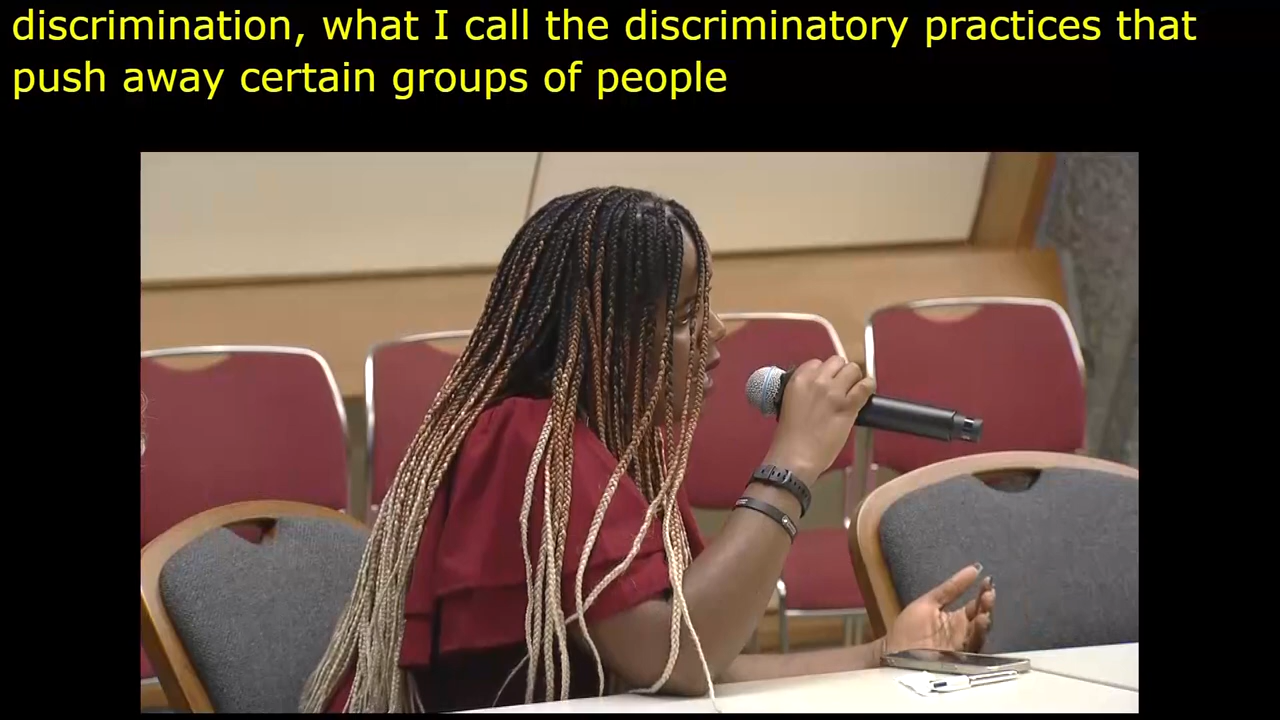 discrimination, what I call the discriminatory practices that
push away certain groups of people